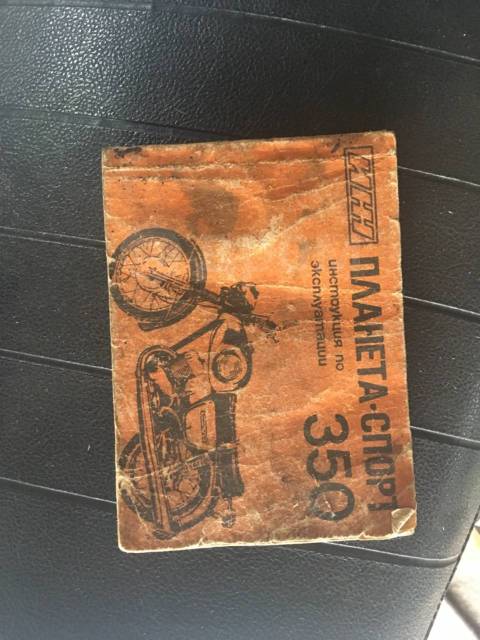 ИЖ
ПЛАНЕТА·СПОРТ
350
инструкция по
эксплуатации